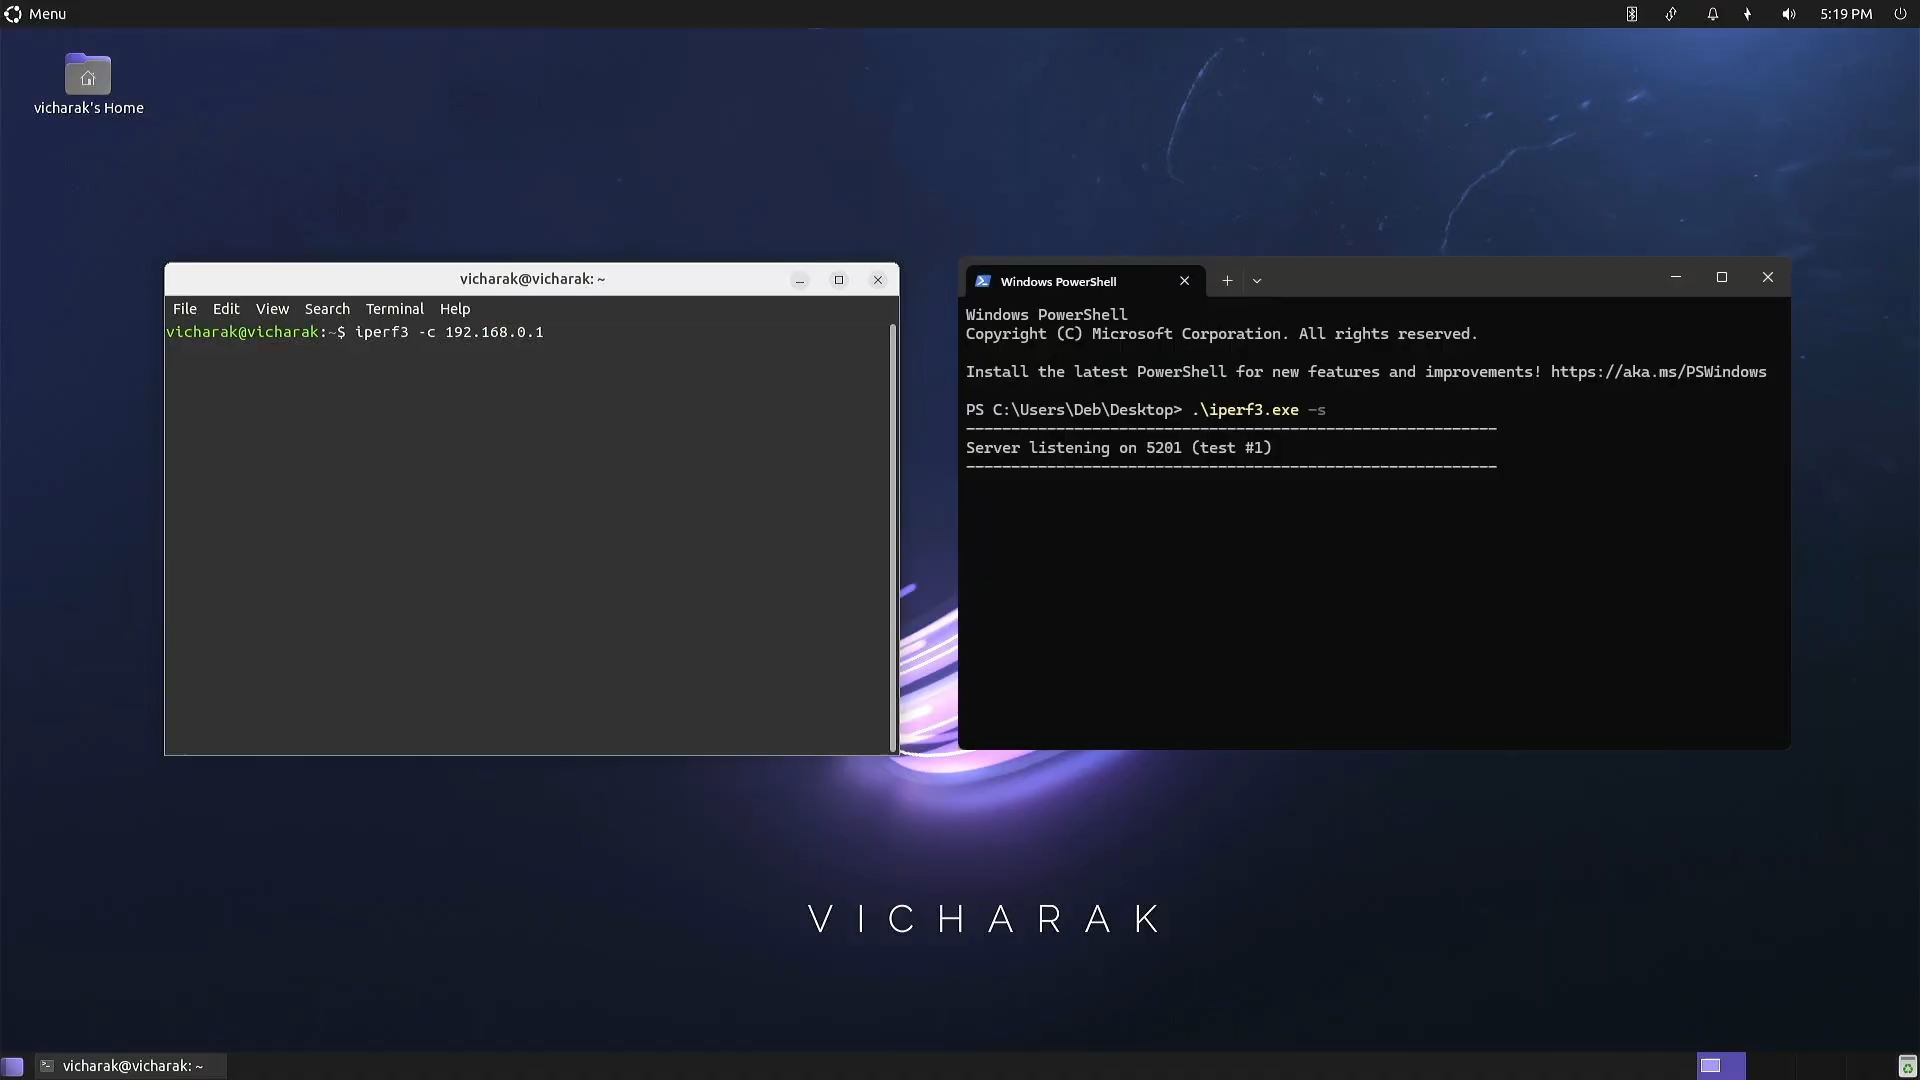 Menu
5:19 PM
vicharak's Home
vicharak@vicharak: ~
File Edit View Search Terminal Help
vicharak@vicharak:~$ iperf3 -c 192.168.0.1
Windows PowerShell
Windows PowerShell
Copyright (C) Microsoft Corporation. All rights reserved.
Install the latest PowerShell for new features and improvements! https://aka.ms/PSWindows
PS C:\Users\Deb\Desktop> .\iperf3.exe -s
-----------------------------------------------------------
Server listening on 5201 (test #1)
-----------------------------------------------------------
VICHARAK
vicharak@vicharak: ~